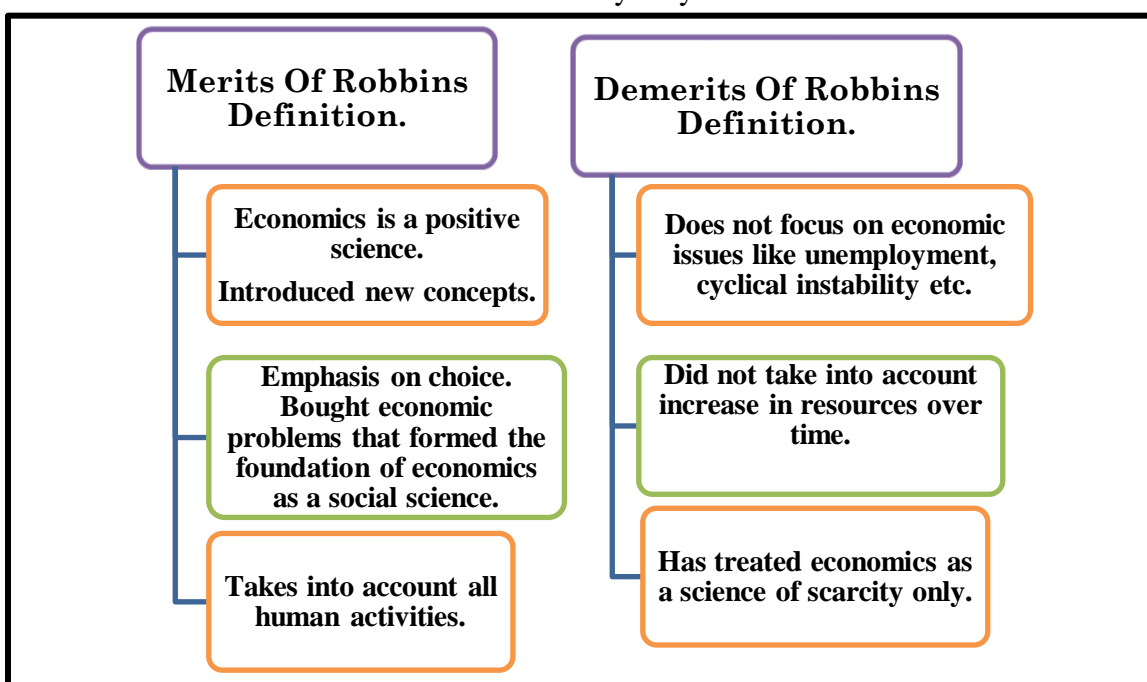 Merits Of Robbins
Definition.
Economics is a positive
science.
Introduced new concepts.
Emphasis on choice.
Bought economic
problems that formed the
foundation of economics
as a social science.
Takes into account all
human activities.
Demerits Of Robbins
Definition.
Does not focus on economic
issues like unemployment,
cyclical instability etc.
Did not take into account
increase in resources over
time.
Has treated economics as
a science of scarcity only.